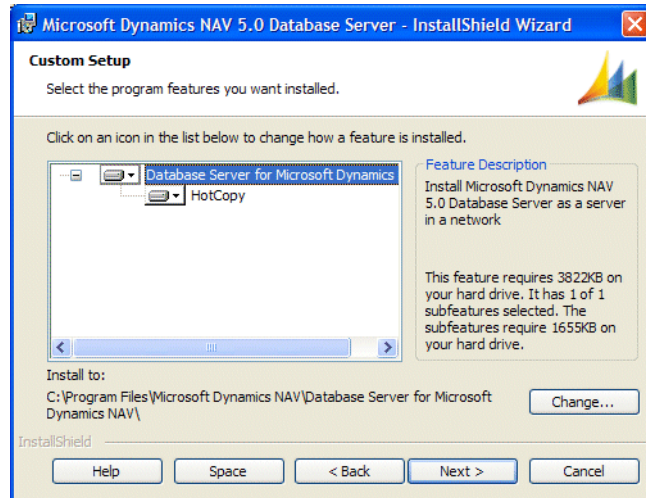 Microsoft Dynamics NAV 5.0 Database Server - InstallShield Wizard
Custom Setup
Select the program features you want installed.
Click on an icon in the list below to change how a feature is installed.
Database Server for Microsoft Dynamics
HotCopy
Feature Description
Install Microsoft Dynamics NAV
5.0 Database Server as a server
in a network
This feature requires 3822KB on
your hard drive. It has 1 of 1
subfeatures selected. The
subfeatures require 1655KB on
your hard drive.
Install to:
C:\Program Files\Microsoft Dynamics NAV\Database Server for Microsoft
Dynamics NAV\
Change...
InstallShield
Help
Space
< Back
Next >
Cancel